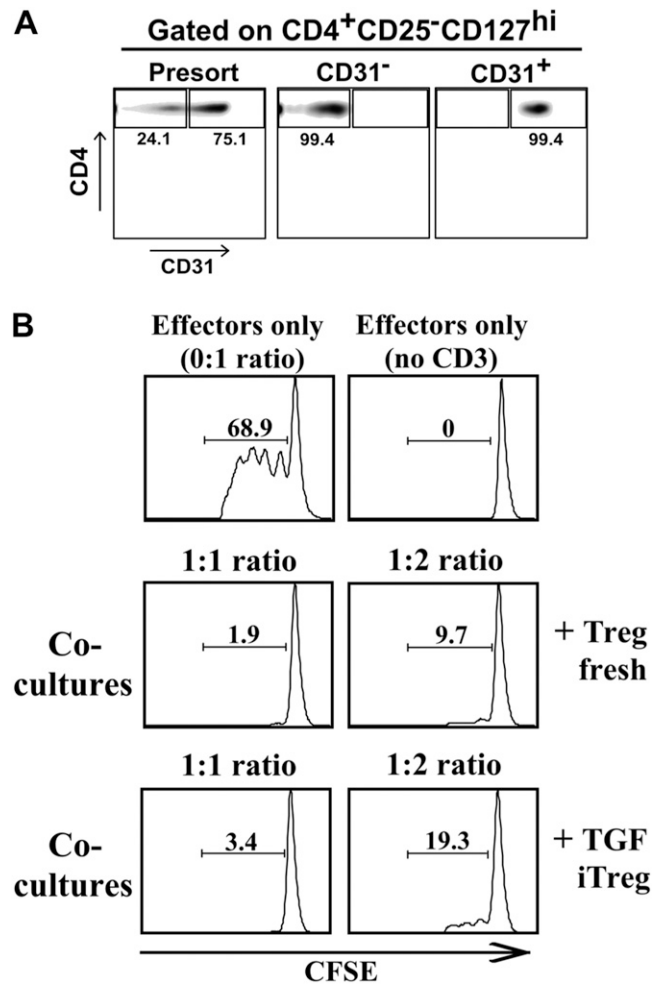 A
Gated on CD4+CD25-CD127hi
Presort CD31- CD31+
24.1 75.1 99.4 99.4
CD4
CD31
B
Effectors only (0:1 ratio) Effectors only (no CD3)
68.9 0
1:1 ratio 1:2 ratio
Co-cultures 1.9 9.7 + Treg fresh
1:1 ratio 1:2 ratio
Co-cultures 3.4 19.3 + TGF iTreg
CFSE